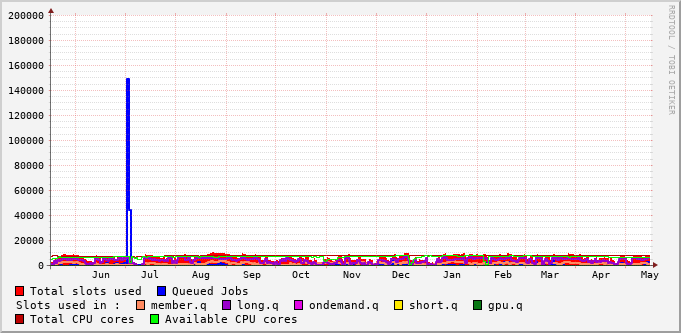 200000
180000
160000
140000
120000
100000
80000
60000
40000
20000
0
Jun Jul Aug Sep Oct Nov Dec Jan Feb Mar Apr May
RRDTOOL / TOBI OETIKER
Total slots used Queued Jobs
Slots used in : member.q long.q ondemand.q short.q gpu.q
Total CPU cores Available CPU cores